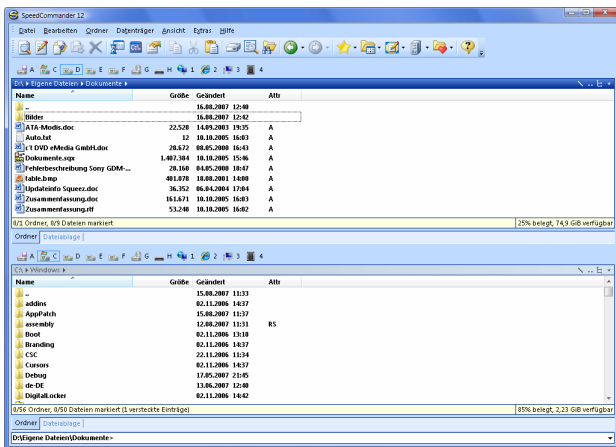 SpeedCommander 12
Datei Bearbeiten Ordner Datenträger Ansicht Extras Hilfe
A C D E F G H 1 2 3 4
D:\ Eigene Dateien Dokumente
Name Größe Geändert Attr
.. 16.08.2007 12:40
Bilder 16.08.2007 12:42
ATA-Modis.doc 22.528 14.09.2003 19:35 A
Auto.txt 12 10.10.2005 16:03 A
c't DVD eMedia GmbH.doc 28.672 08.05.2000 16:43 A
Dokumente.sqx 1.407.384 10.10.2005 15:46 A
Fehlerbeschreibung Sony GDM-... 28.160 04.05.2000 18:47 A
table.bmp 481.078 18.08.2001 14:00 A
Updateinfo Squeez.doc 36.352 06.04.2004 17:04 A
Zusammenfassung.doc 161.671 10.10.2005 16:03 A
Zusammenfassung.rtf 53.248 10.10.2005 16:02 A
0/1 Ordner, 0/9 Dateien markiert 25% belegt, 74,9 GiB verfügbar
Ordner Dateiablage
A C D E F G H 1 2 3 4
C:\ Windows
Name Größe Geändert Attr
.. 15.08.2007 11:33
addins 02.11.2006 14:37
AppPatch 15.08.2007 11:37
assembly 12.08.2007 11:31 RS
Boot 02.11.2006 13:18
Branding 02.11.2006 14:37
CSC 22.11.2006 11:34
Cursors 02.11.2006 14:37
Debug 17.05.2007 21:45
de-DE 13.06.2007 12:40
DigitalLocker 02.11.2006 14:42
0/56 Ordner, 0/50 Dateien markiert (1 versteckte Einträge) 85% belegt, 2,23 GiB verfügbar
Ordner Dateiablage
D:\Eigene Dateien\Dokumente>